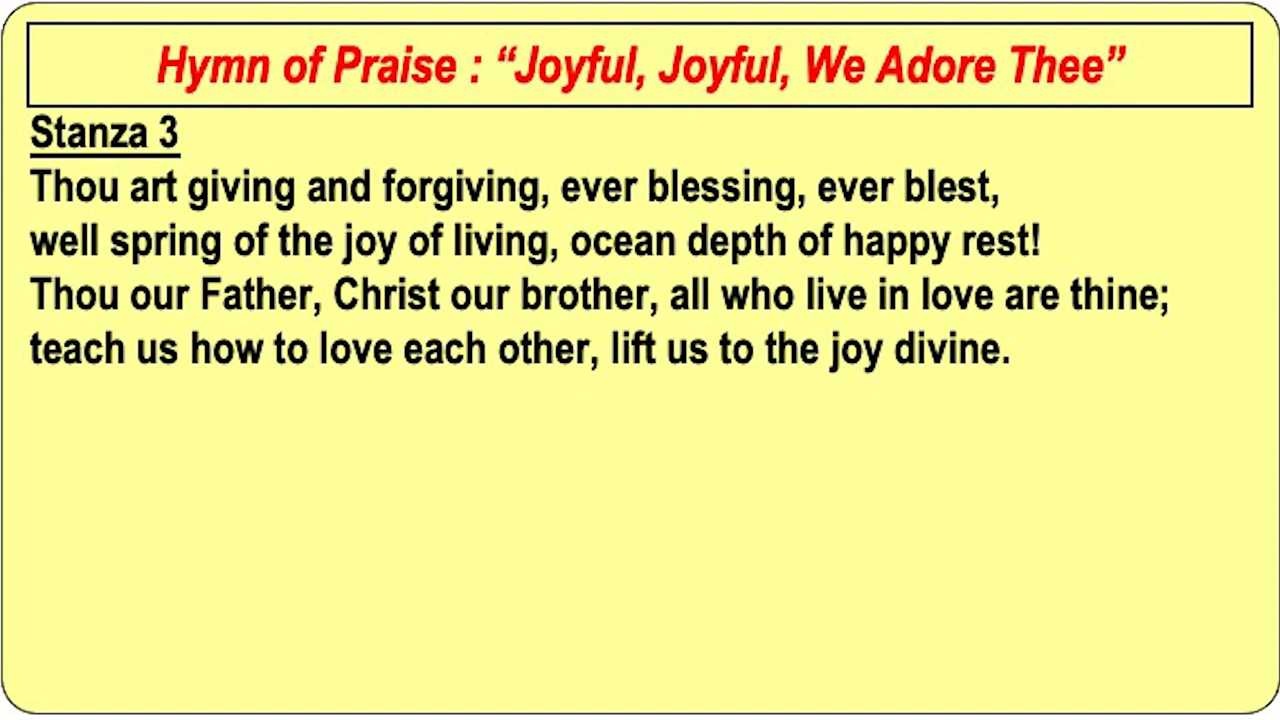 Hymn of Praise : “Joyful, Joyful, We Adore Thee”
Stanza 3
Thou art giving and forgiving, ever blessing, ever blest,
well spring of the joy of living, ocean depth of happy rest!
Thou our Father, Christ our brother, all who live in love are thine;
teach us how to love each other, lift us to the joy divine.